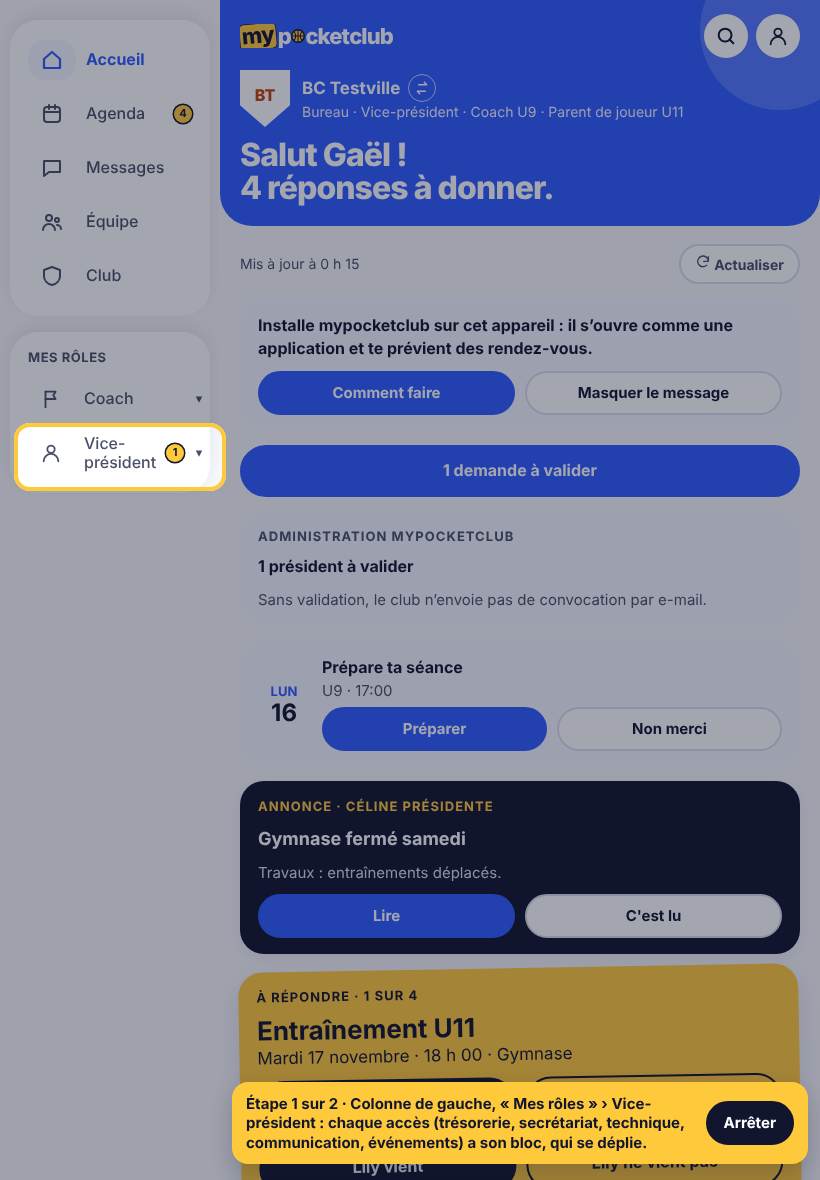 Accueil
Agenda 4
Messages
Équipe
Club
MES RÔLES
Coach ▾
Vice-
président 1 ▾
mypocketclub
BT
BC Testville
Bureau · Vice-président · Coach U9 · Parent de joueur U11
Salut Gaël !
4 réponses à donner.
Mis à jour à 0 h 15
Actualiser
Installe mypocketclub sur cet appareil : il s’ouvre comme une
application et te prévient des rendez-vous.
Comment faire
Masquer le message
1 demande à valider
ADMINISTRATION MYPOCKETCLUB
1 président à valider
Sans validation, le club n’envoie pas de convocation par e-mail.
LUN
16
Prépare ta séance
U9 · 17:00
Préparer
Non merci
ANNONCE · CÉLINE PRÉSIDENTE
Gymnase fermé samedi
Travaux : entraînements déplacés.
Lire
C'est lu
À RÉPONDRE · 1 SUR 4
Entraînement U11
Mardi 17 novembre · 18 h 00 · Gymnase
Étape 1 sur 2 · Colonne de gauche, « Mes rôles » › Vice-
président : chaque accès (trésorerie, secrétariat, technique,
communication, événements) a son bloc, qui se déplie.
Arrêter
Lily vient
Lily ne vient pas